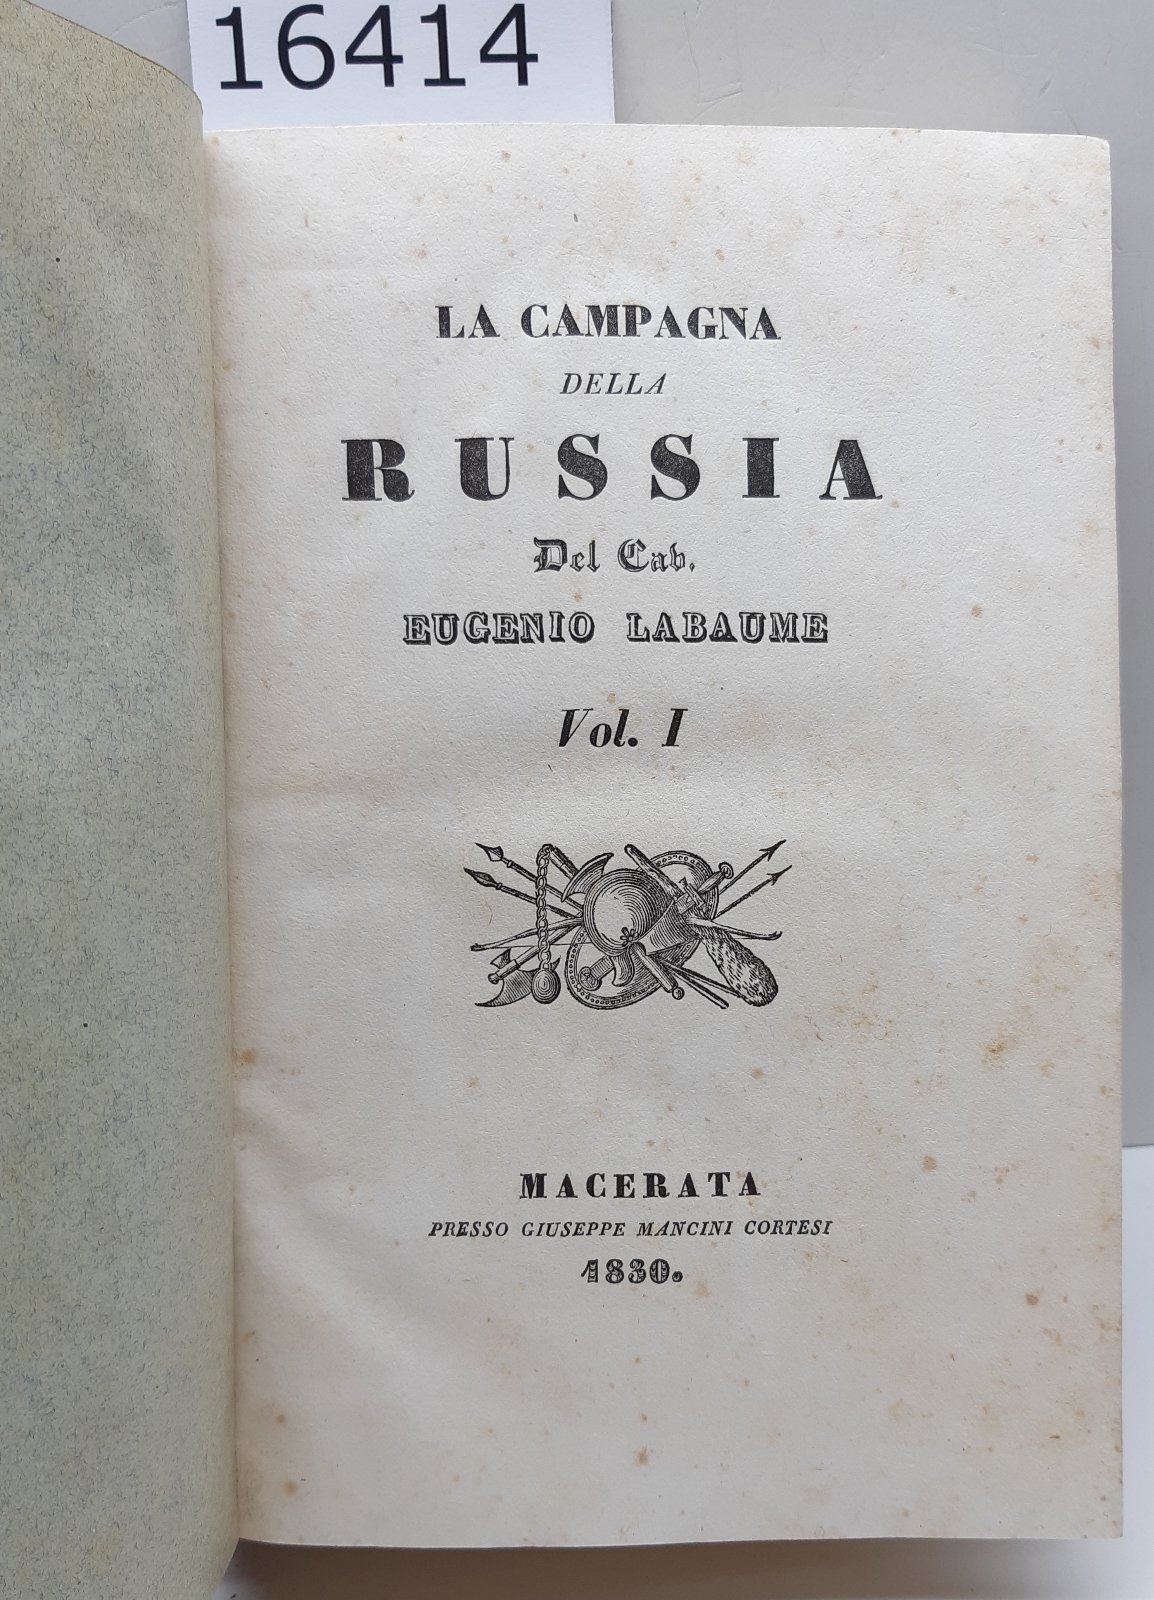 16414
LA CAMPAGNA
DELLA
RUSSIA
Del Cav.
EUGENIO LABAUME
Vol. I
MACERATA
PRESSO GIUSEPPE MANCINI CORTESI
1830.